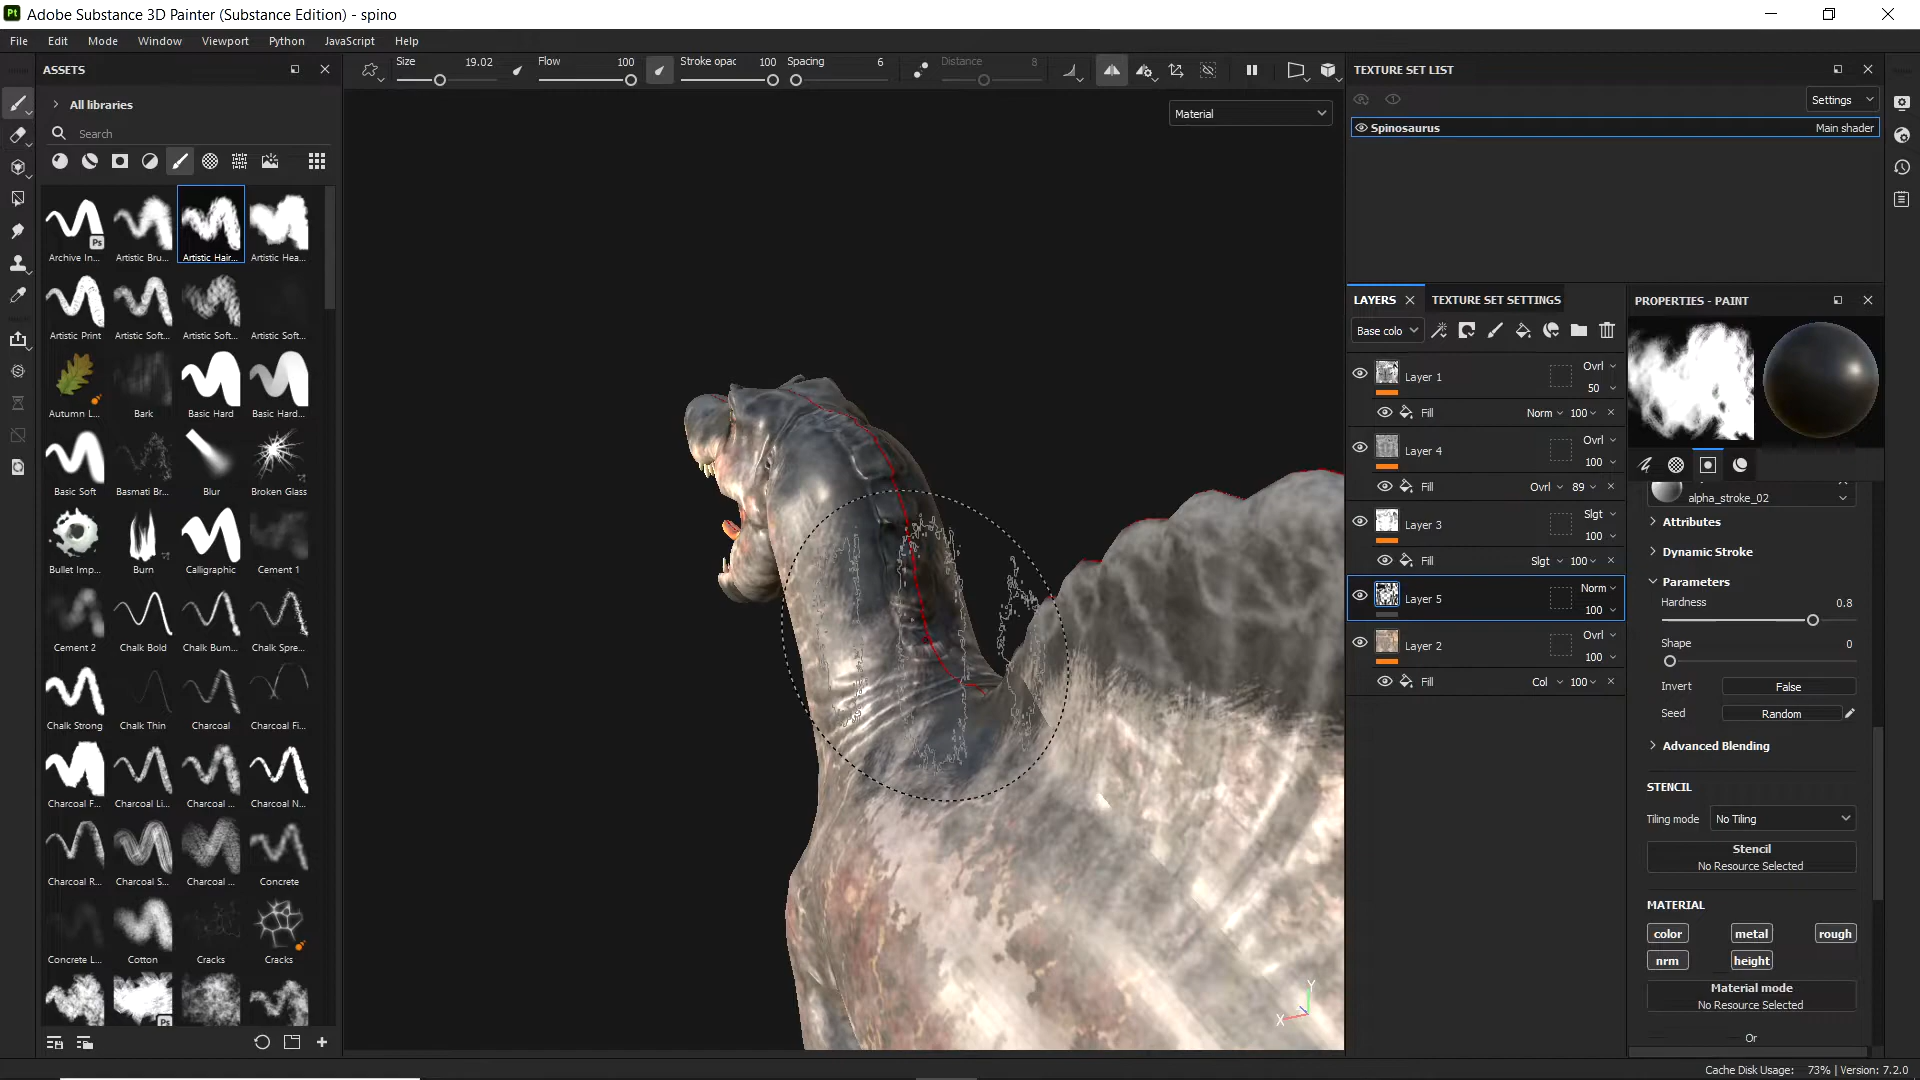 Adobe Substance 3D Painter (Substance Edition) - spino
File Edit Mode Window Viewport Python JavaScript Help
ASSETS
All libraries
Search
Archive In... Artistic Bru... Artistic Hair... Artistic Hea...
Artistic Print Artistic Soft... Artistic Soft... Artistic Soft...
Autumn L... Bark Basic Hard Basic Hard...
Basic Soft Basmati Br... Blur Broken Glass
Bullet Imp... Burn Calligraphic Cement 1
Cement 2 Chalk Bold Chalk Bum... Chalk Spre...
Chalk Strong Chalk Thin Charcoal Charcoal Fi...
Charcoal F... Charcoal Li... Charcoal ... Charcoal N...
Charcoal R... Charcoal S... Charcoal ... Concrete
Concrete L... Cotton Cracks Cracks
Size 19.02 Flow 100 Stroke opac 100 Spacing 6 Distance 8
Material
Y
X
TEXTURE SET LIST
Settings
Spinosaurus Main shader
LAYERS TEXTURE SET SETTINGS
Base colo
Layer 1 Ovrl 50
Fill Norm 100
Layer 4 Ovrl 100
Fill Ovrl 89
Layer 3 Slgt 100
Fill Slgt 100
Layer 5 Norm 100
Layer 2 Ovrl 100
Fill Col 100
PROPERTIES - PAINT
alpha_stroke_02
Attributes
Dynamic Stroke
Parameters
Hardness 0.8
Shape 0
Invert False
Seed Random
Advanced Blending
STENCIL
Tiling mode No Tiling
Stencil
No Resource Selected
MATERIAL
color metal rough
nrm height
Material mode
No Resource Selected
Or
Cache Disk Usage: 73% | Version: 7.2.0